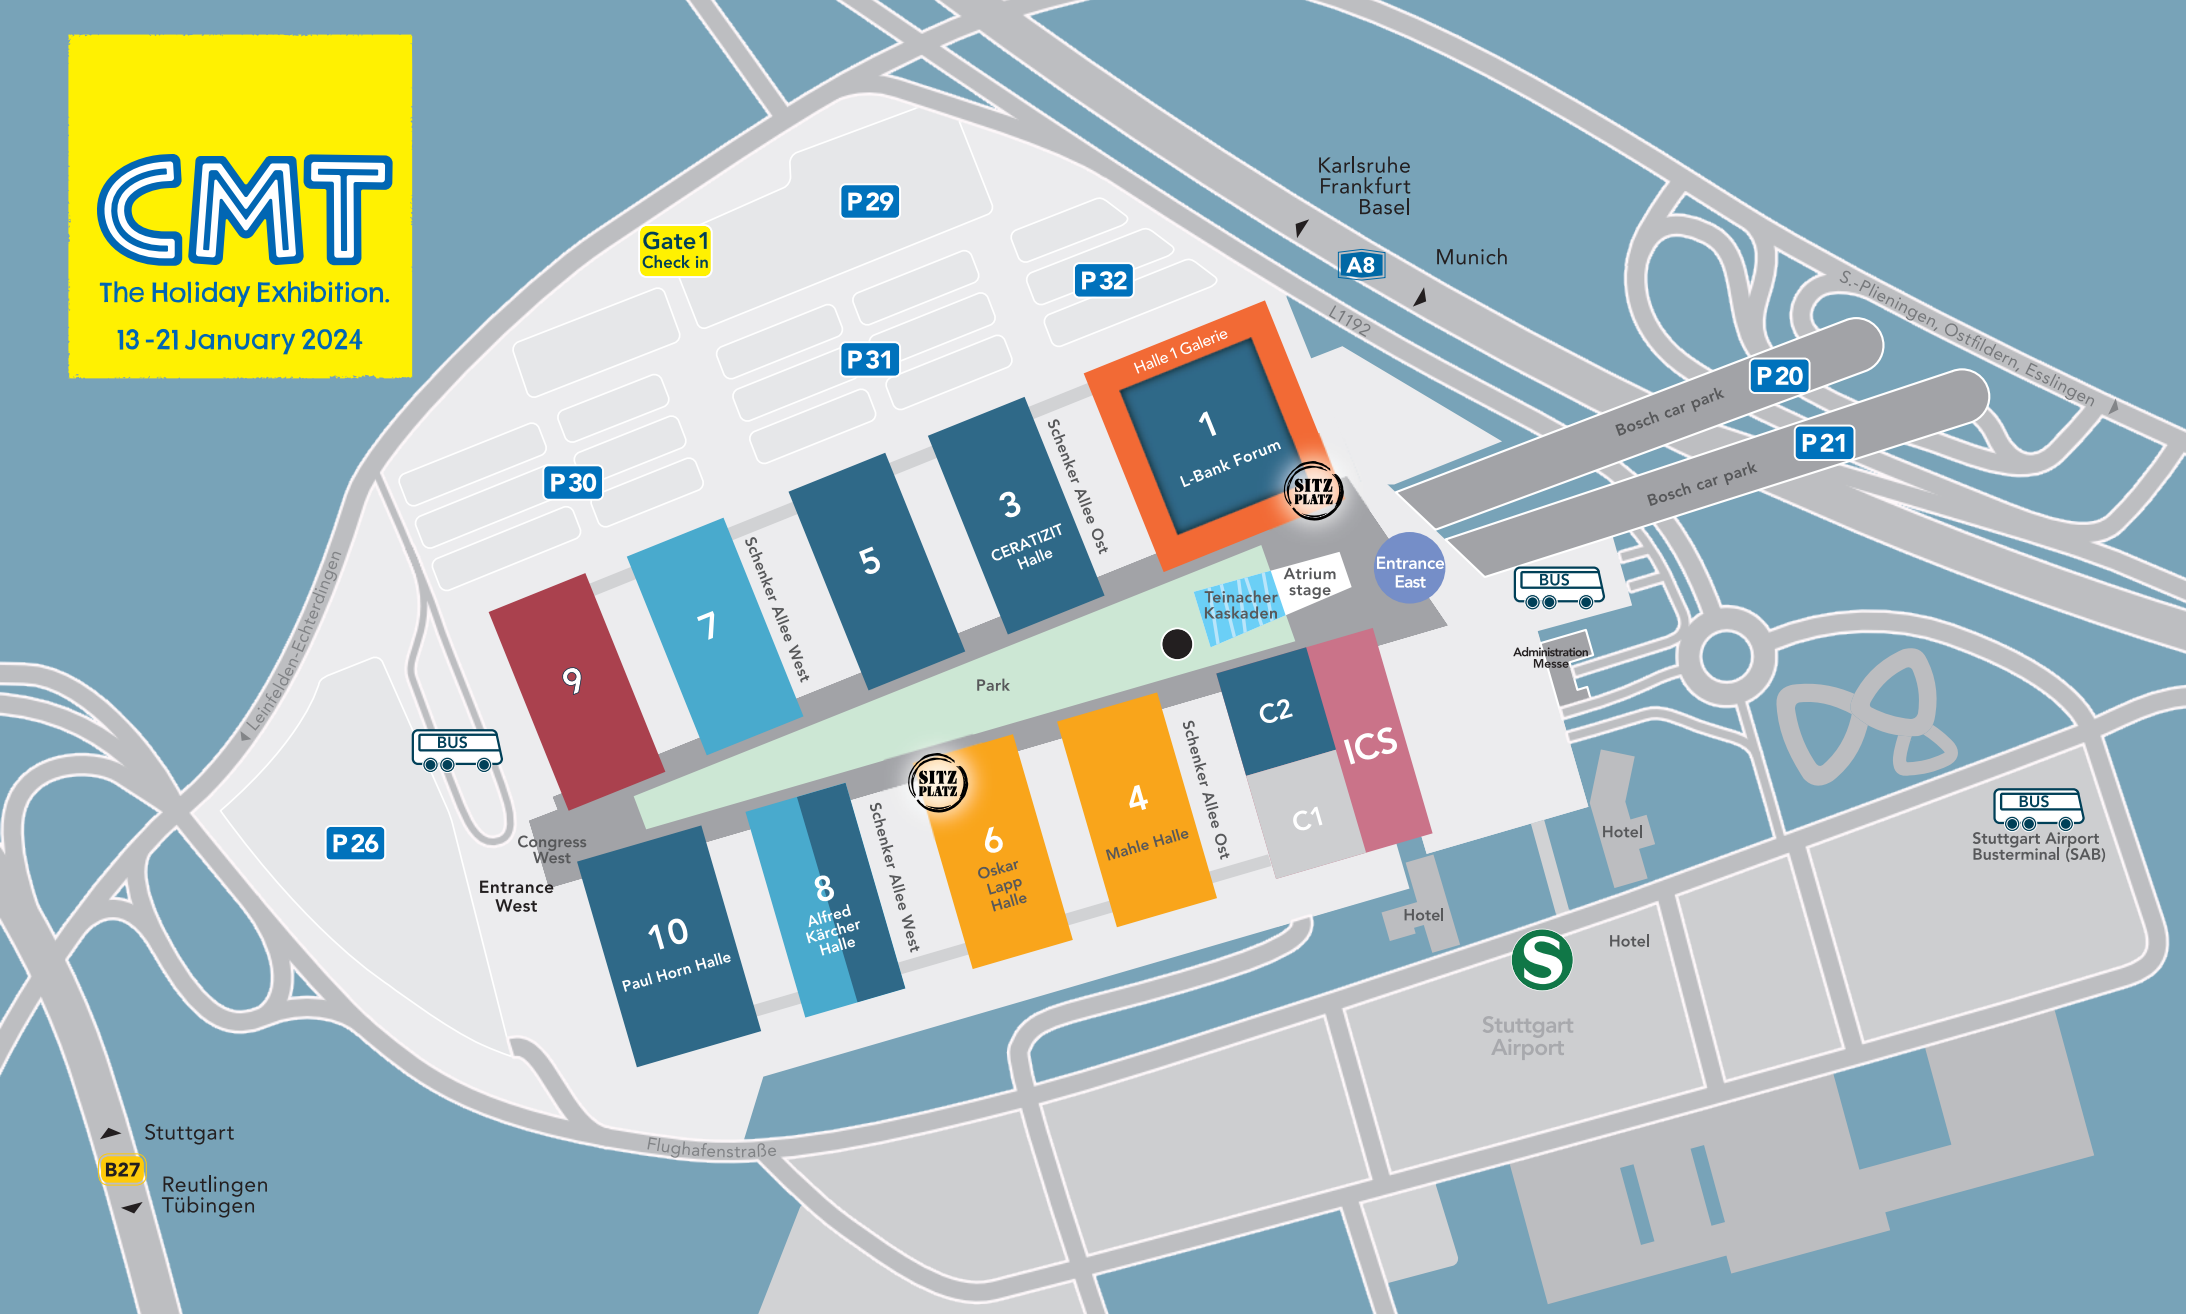 CMT
The Holiday Exhibition.
13-21 January 2024
P29
Gate1
Check in
P32
P31
P30
P26
Karlsruhe
Frankfurt
Basel
A8
Munich
L1192
S.-Plieningen, Ostfildern, Esslingen
Bosch car park
P20
Bosch car park
P21
Halle 1 Galerie
1
L-Bank Forum
SITZ
PLATZ
Schenker Allee Ost
3
CERATIZIT
Halle
5
Schenker Allee West
7
9
Entrance
East
Atrium
stage
Teinacher
Kaskaden
Park
BUS
Administration
Messe
C2
ICS
C1
Schenker Allee Ost
4
Mahle Halle
SITZ
PLATZ
6
Oskar
Lapp
Halle
Schenker Allee West
8
Alfred
Kärcher
Halle
10
Paul Horn Halle
Congress
West
Entrance
West
BUS
Leinfelden-Echterdingen
Hotel
Hotel
Hotel
S
Stuttgart
Airport
BUS
Stuttgart Airport
Busterminal (SAB)
Flughafenstraße
Stuttgart
B27
Reutlingen
Tübingen